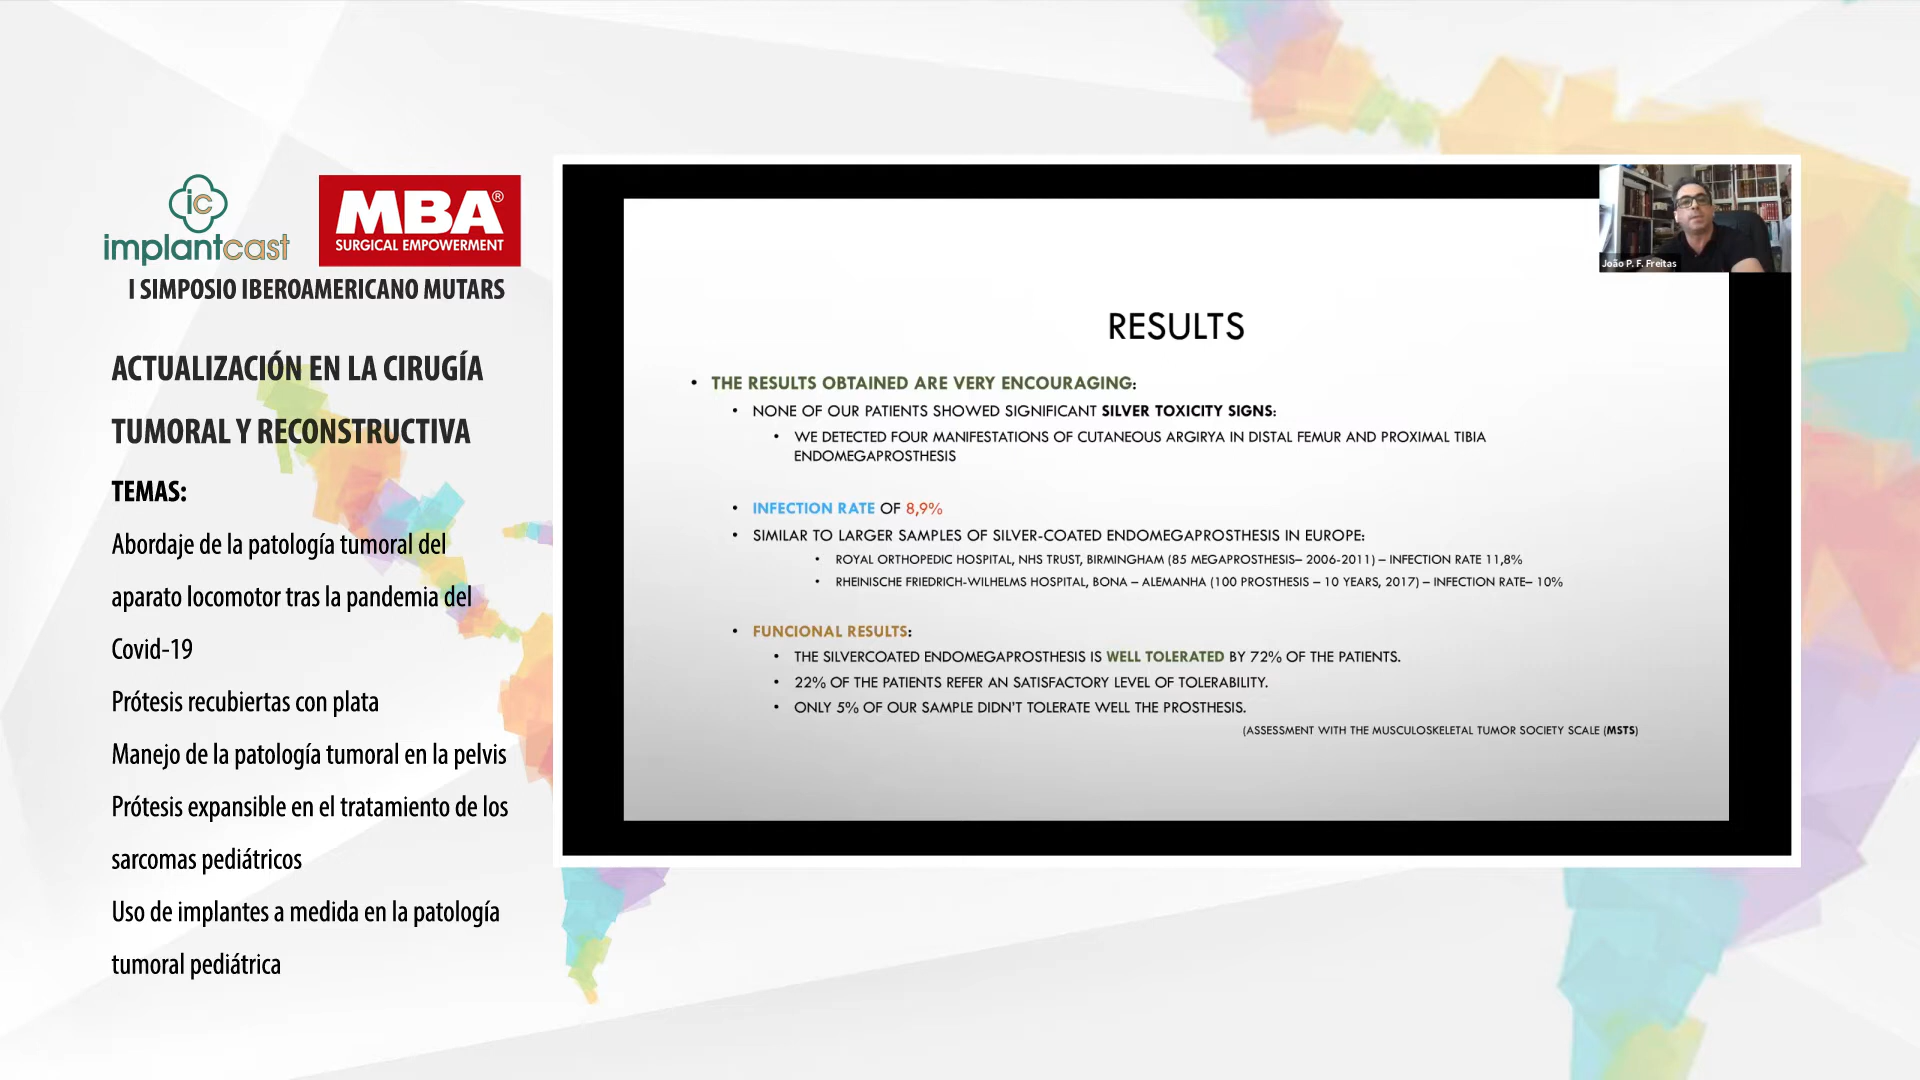 ic
implantcast
MBA®
SURGICAL EMPOWERMENT
I SIMPOSIO IBEROAMERICANO MUTARS
ACTUALIZACIÓN EN LA CIRUGÍA
TUMORAL Y RECONSTRUCTIVA
TEMAS:
Abordaje de la patología tumoral del
aparato locomotor tras la pandemia del
Covid-19
Prótesis recubiertas con plata
Manejo de la patología tumoral en la pelvis
Prótesis expansible en el tratamiento de los
sarcomas pediátricos
Uso de implantes a medida en la patología
tumoral pediátrica
João P. F. Freitas
RESULTS
• THE RESULTS OBTAINED ARE VERY ENCOURAGING:
• NONE OF OUR PATIENTS SHOWED SIGNIFICANT SILVER TOXICITY SIGNS:
• WE DETECTED FOUR MANIFESTATIONS OF CUTANEOUS ARGIRYA IN DISTAL FEMUR AND PROXIMAL TIBIA
ENDOMEGAPROSTHESIS
• INFECTION RATE OF 8,9%
• SIMILAR TO LARGER SAMPLES OF SILVER-COATED ENDOMEGAPROSTHESIS IN EUROPE:
• ROYAL ORTHOPEDIC HOSPITAL, NHS TRUST, BIRMINGHAM (85 MEGAPROSTHESIS– 2006-2011) – INFECTION RATE 11,8%
• RHEINISCHE FRIEDRICH-WILHELMS HOSPITAL, BONA – ALEMANHA (100 PROSTHESIS – 10 YEARS, 2017) – INFECTION RATE– 10%
• FUNCIONAL RESULTS:
• THE SILVERCOATED ENDOMEGAPROSTHESIS IS WELL TOLERATED BY 72% OF THE PATIENTS.
• 22% OF THE PATIENTS REFER AN SATISFACTORY LEVEL OF TOLERABILITY.
• ONLY 5% OF OUR SAMPLE DIDN'T TOLERATE WELL THE PROSTHESIS.
(ASSESSMENT WITH THE MUSCULOSKELETAL TUMOR SOCIETY SCALE (MSTS)